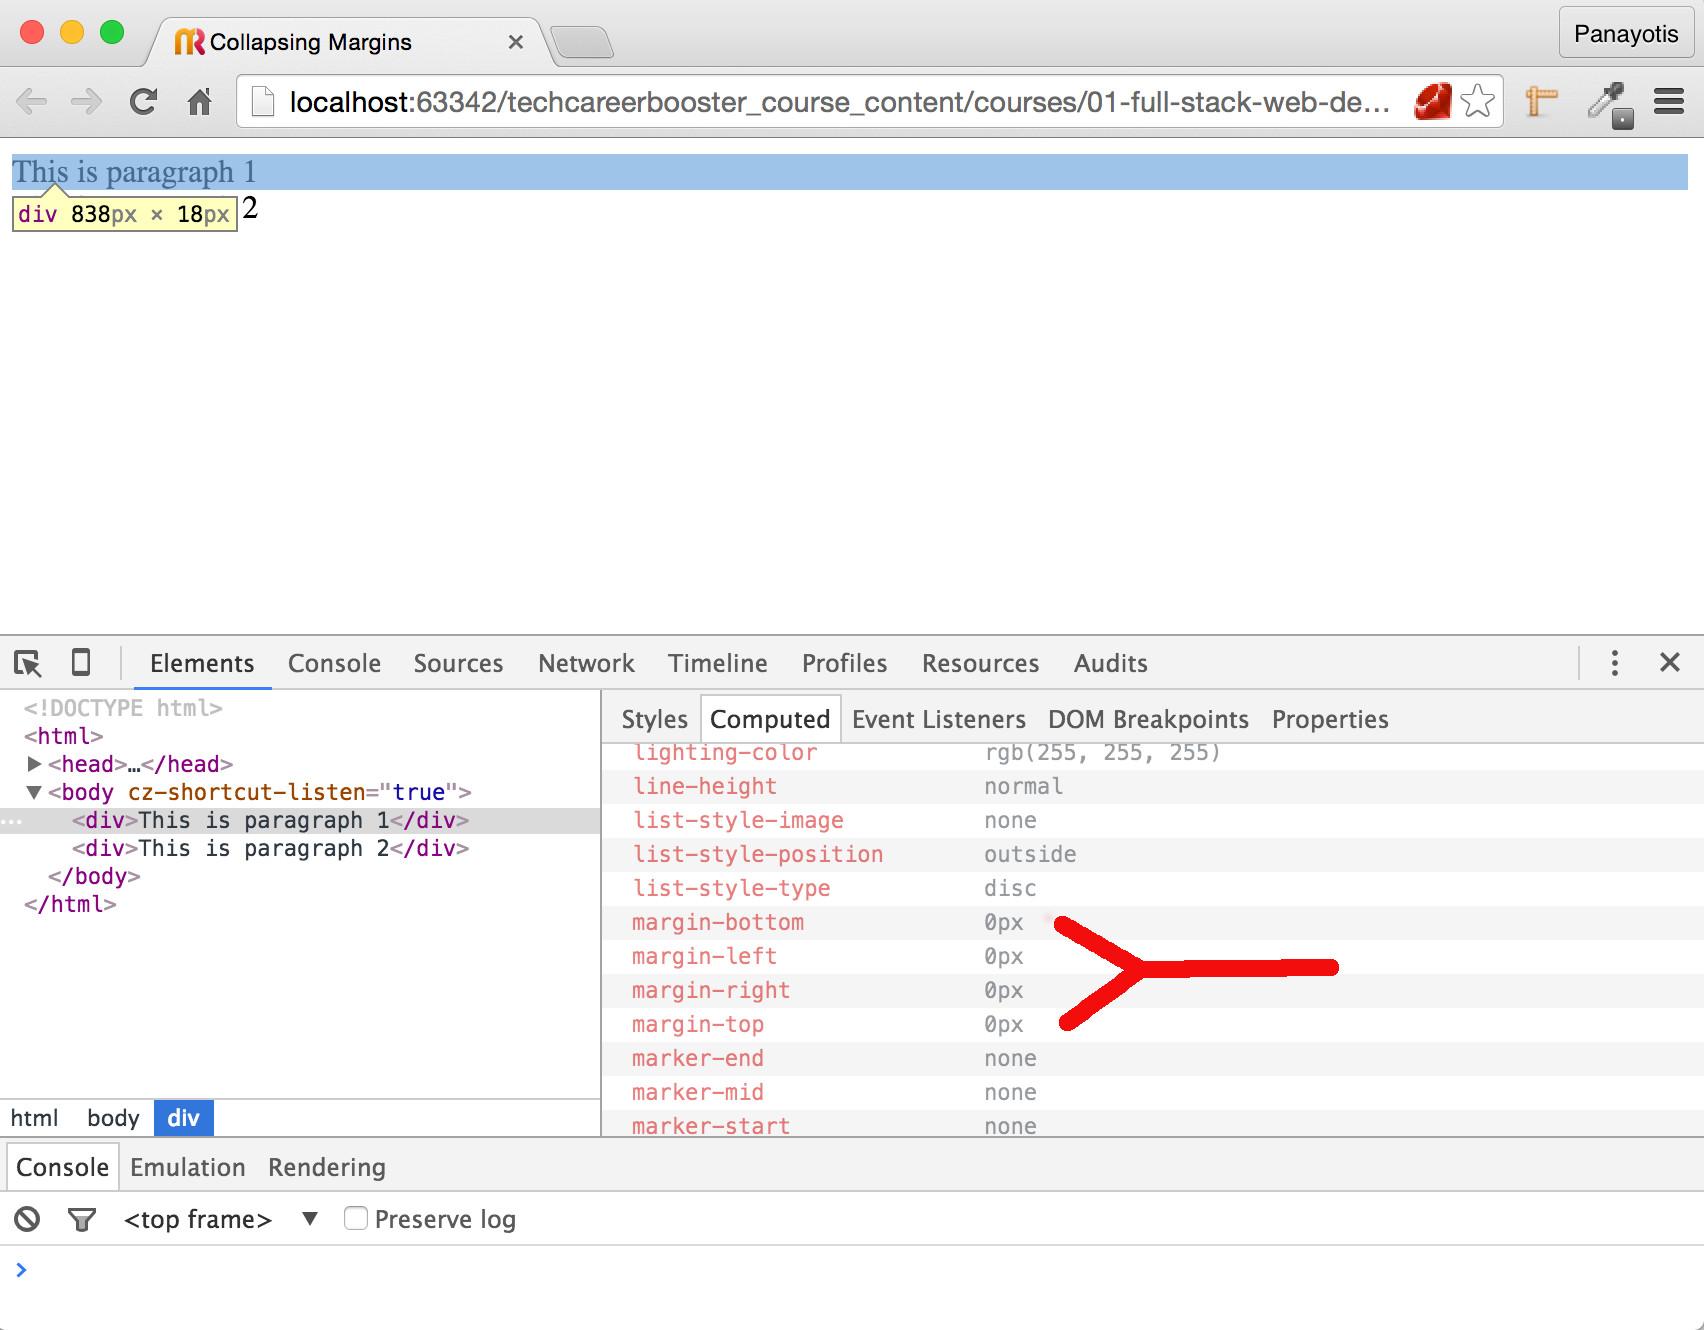 Collapsing Margins
Panayotis
localhost:63342/techcareerbooster_course_content/courses/01-full-stack-web-de...
This is paragraph 1
div 838px × 18px 2
Elements Console Sources Network Timeline Profiles Resources Audits
<!DOCTYPE html>
<html>
<head>…</head>
<body cz-shortcut-listen="true">
<div>This is paragraph 1</div>
<div>This is paragraph 2</div>
</body>
</html>
html body div
Styles Computed Event Listeners DOM Breakpoints Properties
lighting-color rgb(255, 255, 255)
line-height normal
list-style-image none
list-style-position outside
list-style-type disc
margin-bottom 0px
margin-left 0px
margin-right 0px
margin-top 0px
marker-end none
marker-mid none
marker-start none
Console Emulation Rendering
<top frame> Preserve log